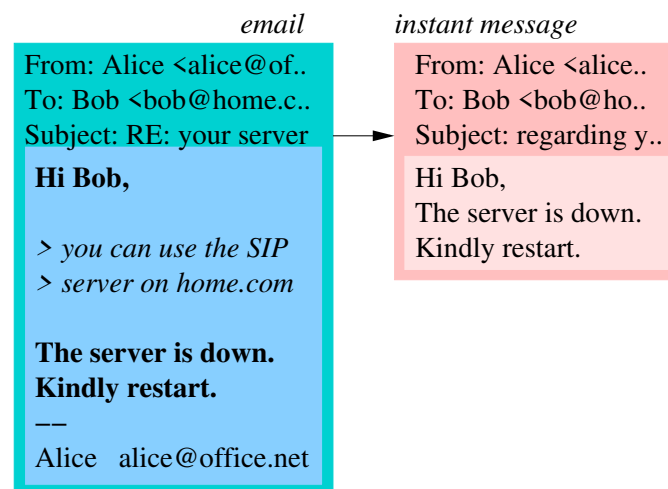 email
From: Alice <alice@of..
To: Bob <bob@home.c..
Subject: RE: your server
Hi Bob,
> you can use the SIP
> server on home.com
The server is down.
Kindly restart.
--
Alice alice@office.net
instant message
From: Alice <alice..
To: Bob <bob@ho..
Subject: regarding y..
Hi Bob,
The server is down.
Kindly restart.